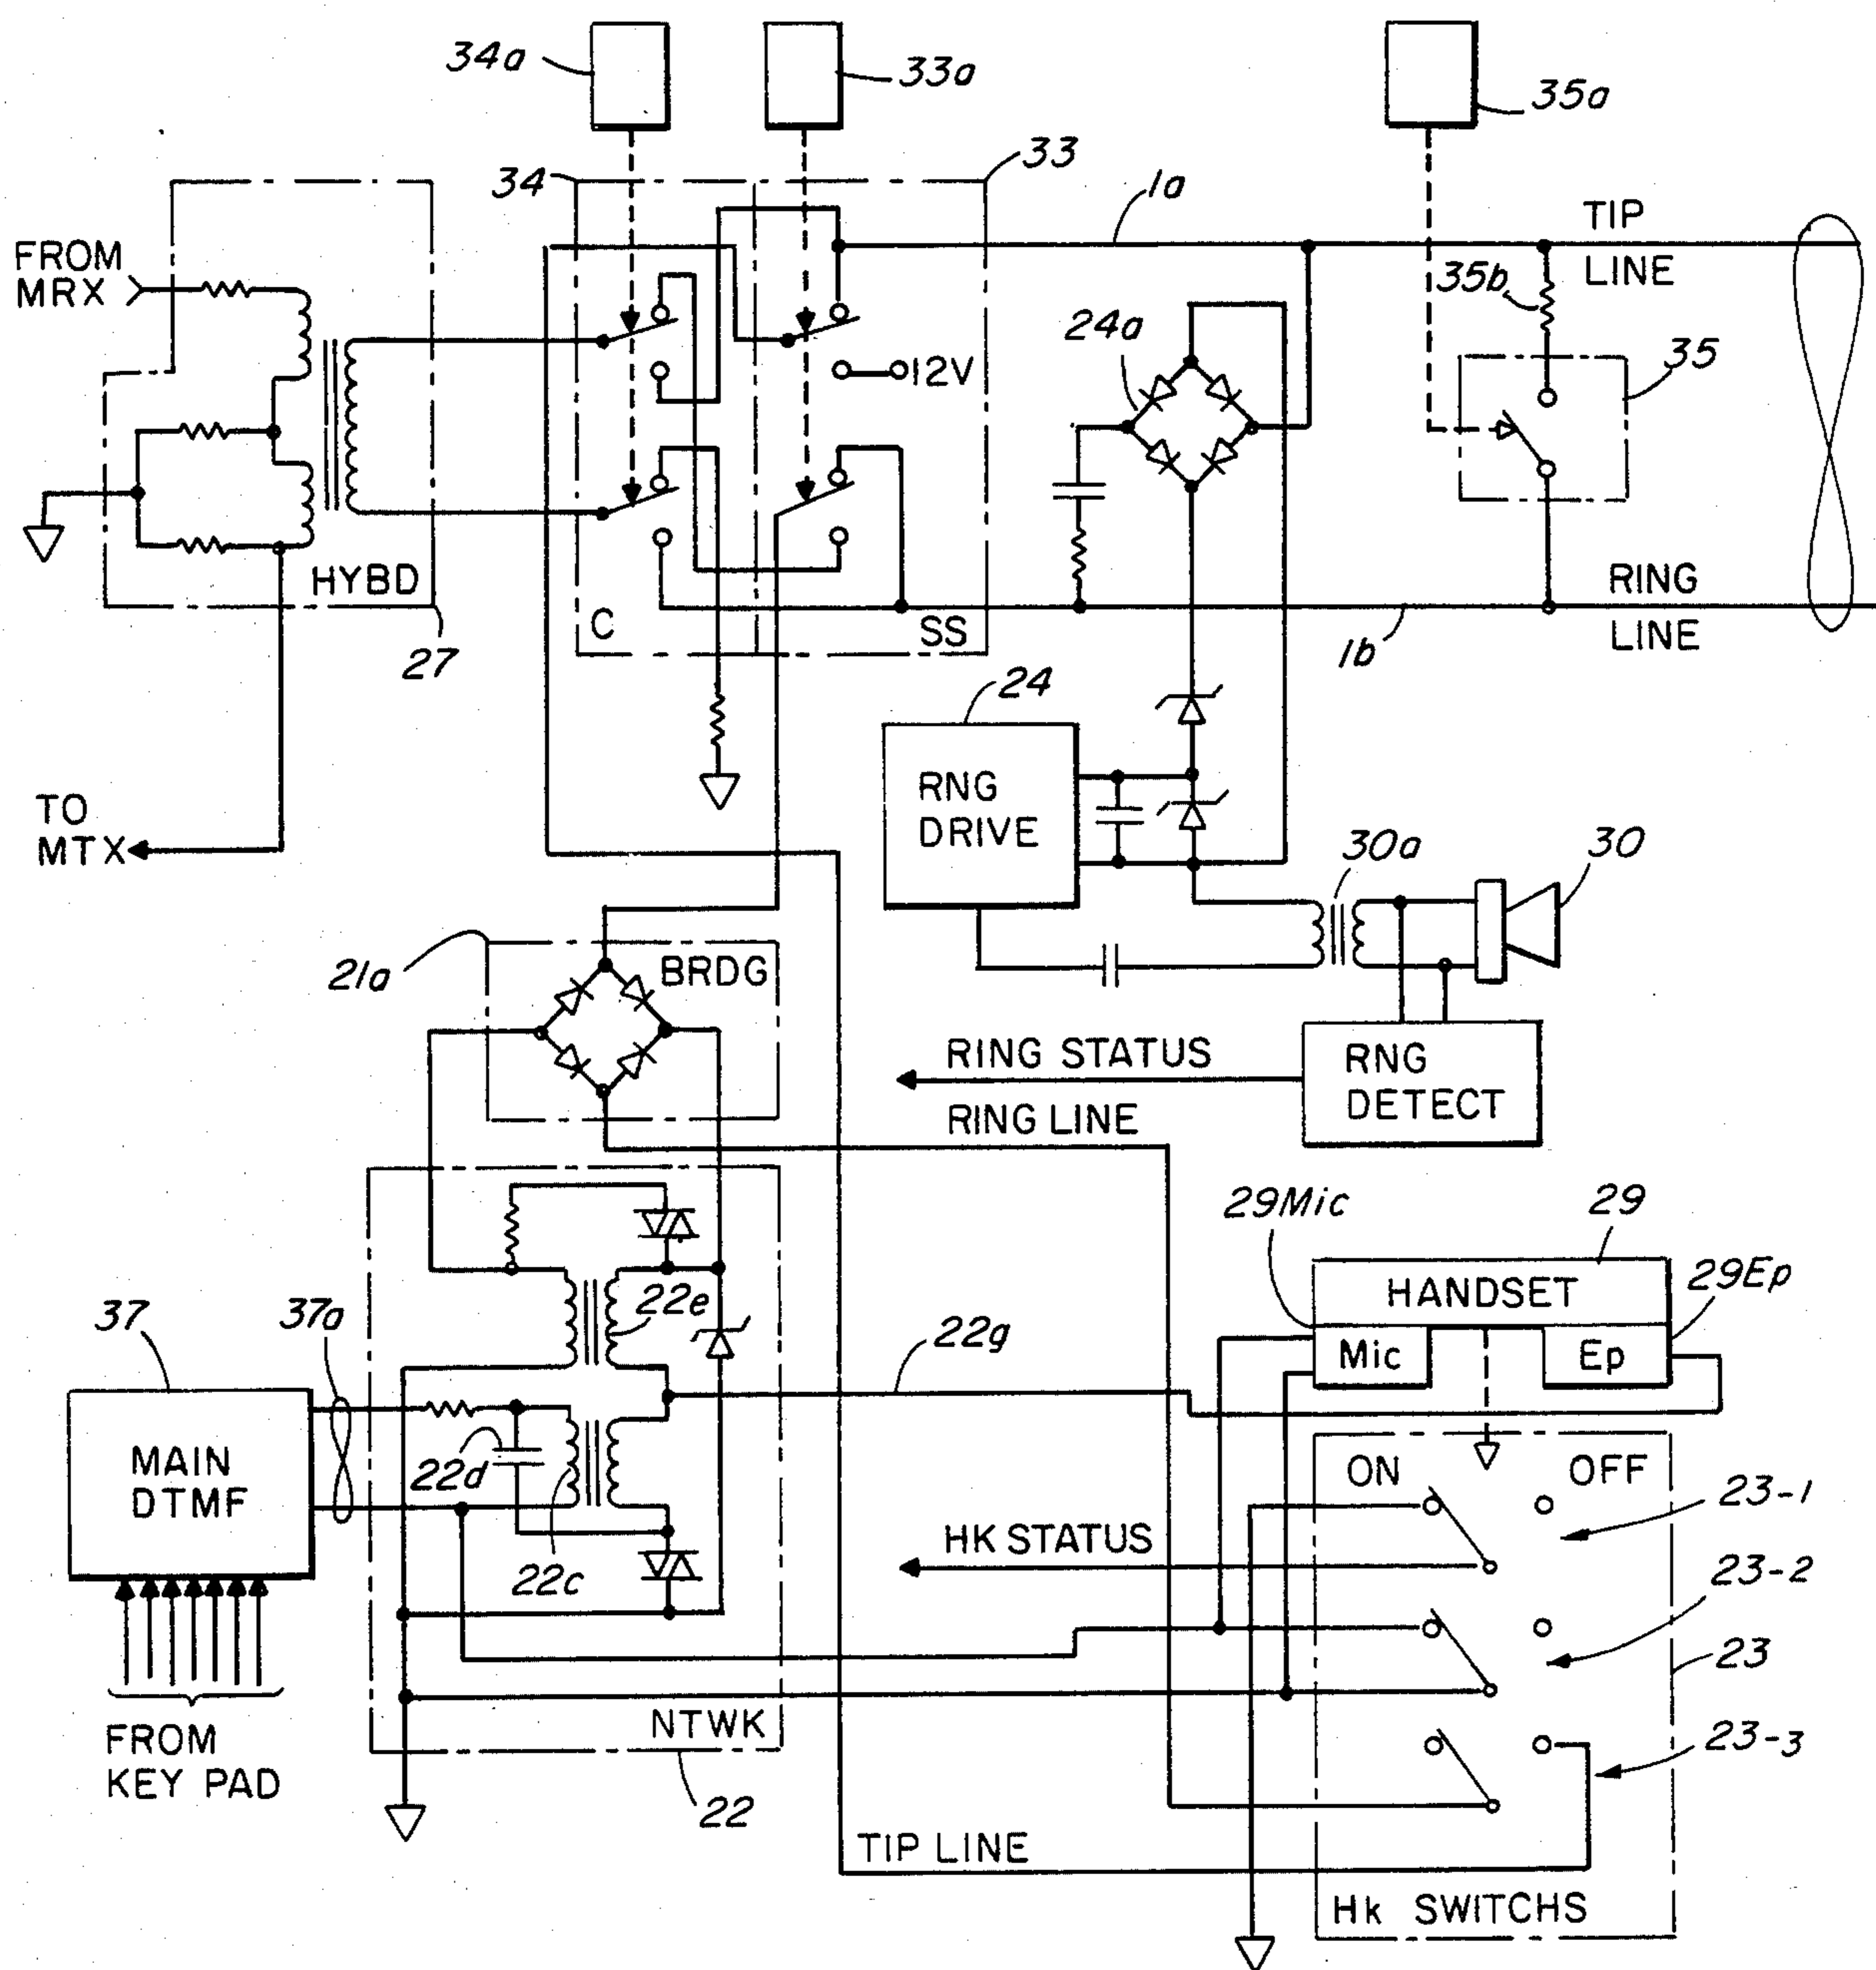 34a
33a
35a
34
33
1a
TIP
LINE
FROM
MRX
35b
24a
35
12V
HYBD
27
C
SS
RING
LINE
1b
24
RNG
DRIVE
TO
MTX
30a
30
21a
BRDG
RING STATUS
RING LINE
RNG
DETECT
29Mic
29
HANDSET
29Ep
Mic
Ep
22e
22g
37
37a
MAIN
DTMF
22d
22c
ON
OFF
23-1
HK STATUS
23-2
23
23-3
FROM
KEY PAD
NTWK
22
TIP LINE
Hk SWITCHS